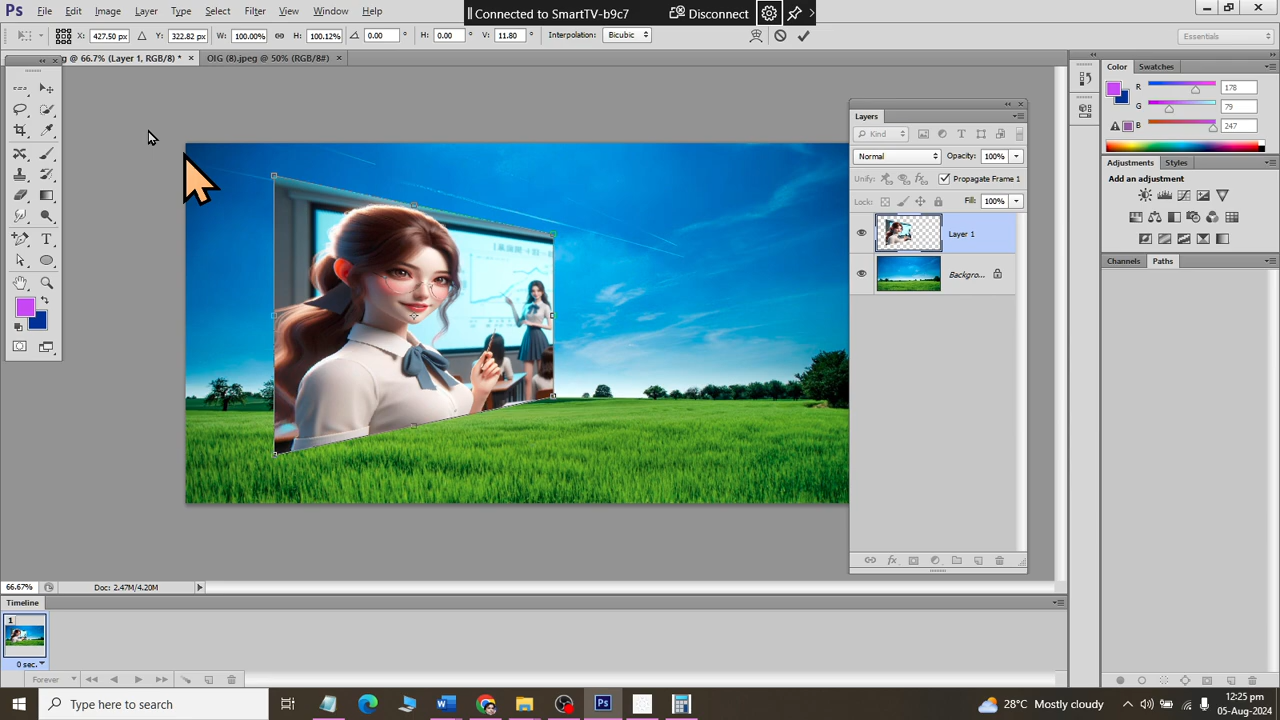 Ps File Edit Image Layer Type Select Filter View Window Help
Connected to SmartTV-b9c7 Disconnect
X: 427.50 px Y: 322.82 px W: 100.00% H: 100.12% 0.00 ° H: 0.00 ° V: 11.80 ° Interpolation: Bicubic Essentials
g @ 66.7% (Layer 1, RGB/8) * × OIG (8).jpeg @ 50% (RGB/8#) ×
Color Swatches
R 178
G 79
B 247
Layers
Kind
Normal Opacity: 100%
Unify: Propagate Frame 1
Lock: Fill: 100%
Layer 1
Backgro...
Adjustments Styles
Add an adjustment
Channels Paths
66.67% Doc: 2.47M/4.20M
Timeline
1
0 sec.
Forever
Type here to search
28°C Mostly cloudy
12:25 pm
05-Aug-2024